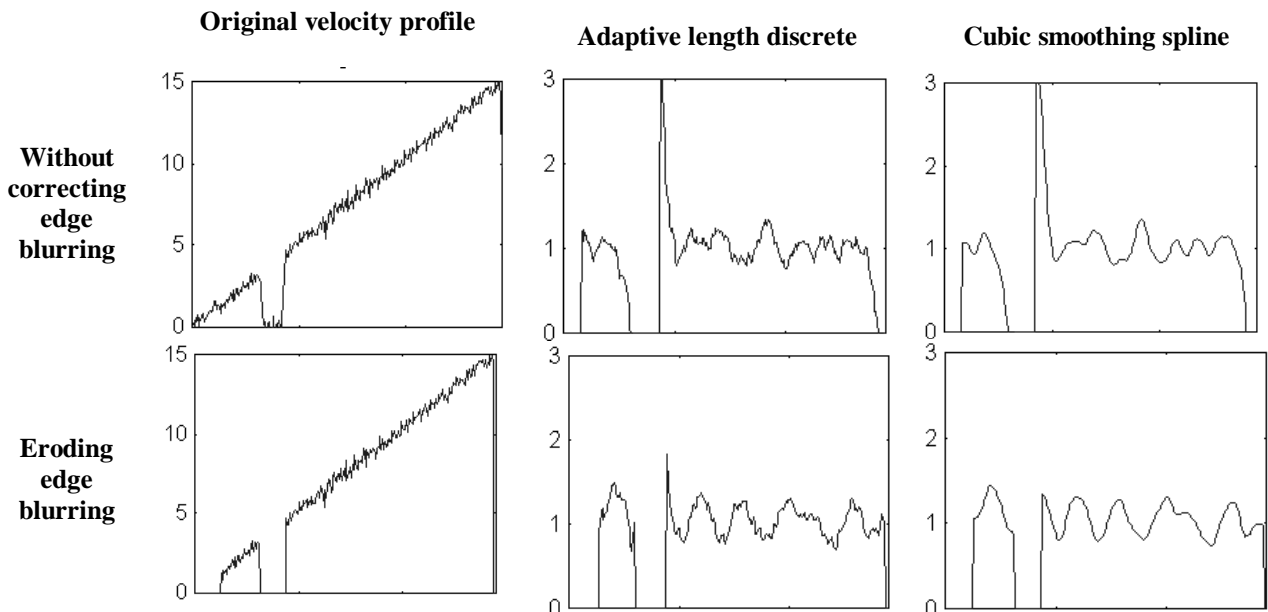 Original velocity profile
Adaptive length discrete
Cubic smoothing spline
-
Without
correcting
edge
blurring
15
10
5
0
3
2
1
0
3
2
1
0
Eroding
edge
blurring
15
10
5
0
3
2
1
0
3
2
1
0